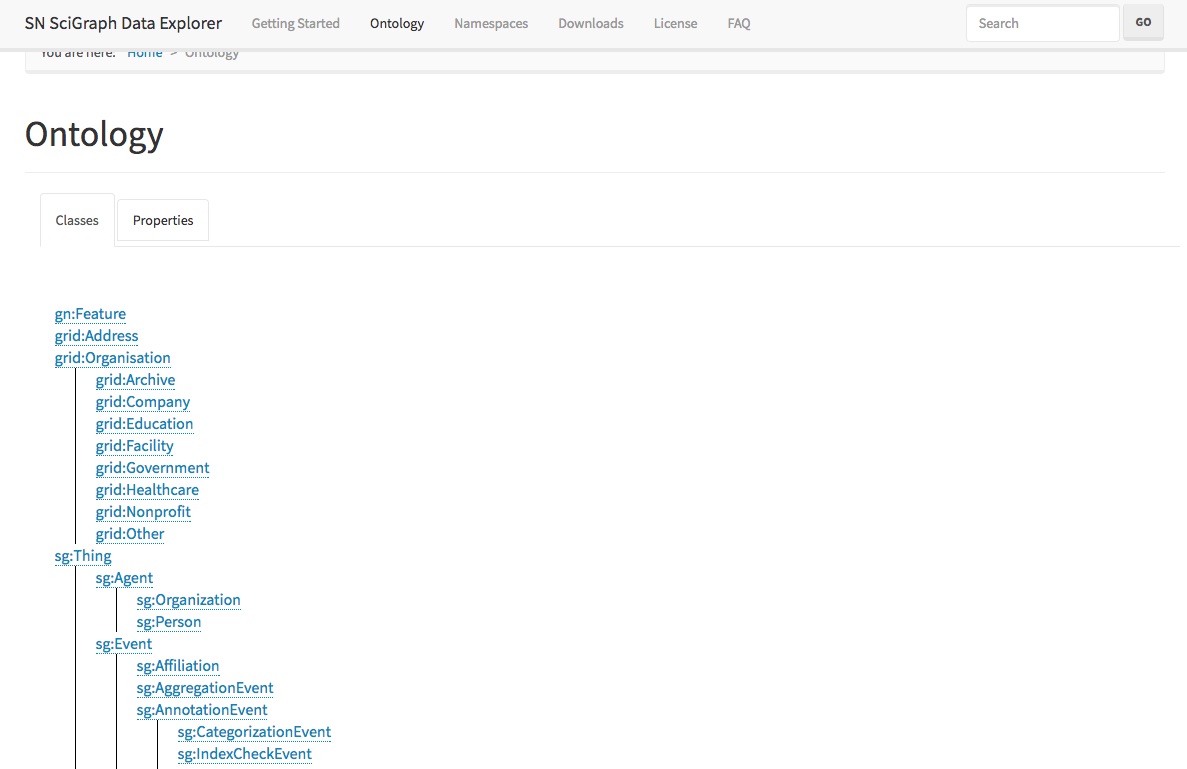 SN SciGraph Data Explorer Getting Started Ontology Namespaces Downloads License FAQ Search GO
You are here: Home > Ontology
Ontology
Classes Properties
gn:Feature
grid:Address
grid:Organisation
grid:Archive
grid:Company
grid:Education
grid:Facility
grid:Government
grid:Healthcare
grid:Nonprofit
grid:Other
sg:Thing
sg:Agent
sg:Organization
sg:Person
sg:Event
sg:Affiliation
sg:AggregationEvent
sg:AnnotationEvent
sg:CategorizationEvent
sg:IndexCheckEvent